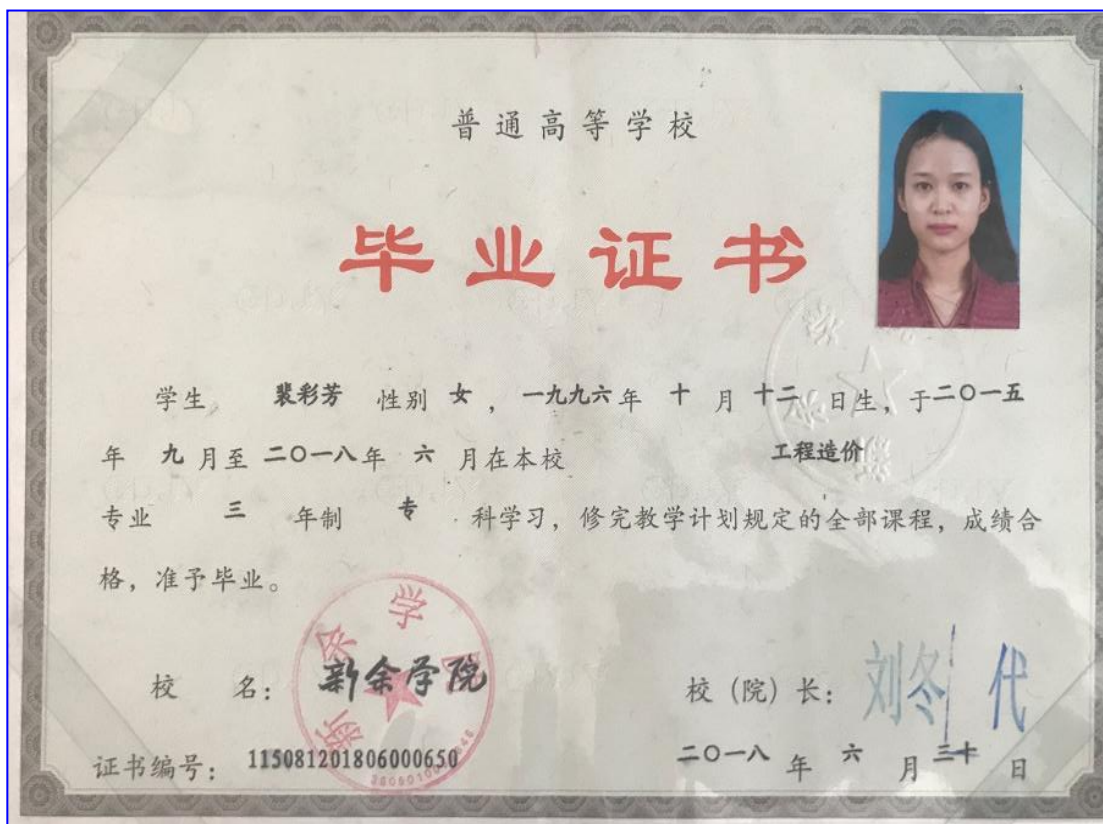 普通高等学校
毕业证书
学生 裴彩芳 性别 女，一九九六年 十 月 十二 日生，于二〇一五
年 九 月至 二〇一八年 六 月在本校 工程造价
专业 三 年制 专 科学习，修完教学计划规定的全部课程，成绩合
格，准予毕业。
校 名：新余学院
校（院）长：刘冬 代
证书编号：115081201806000650
二〇一八 年 六 月 三十 日